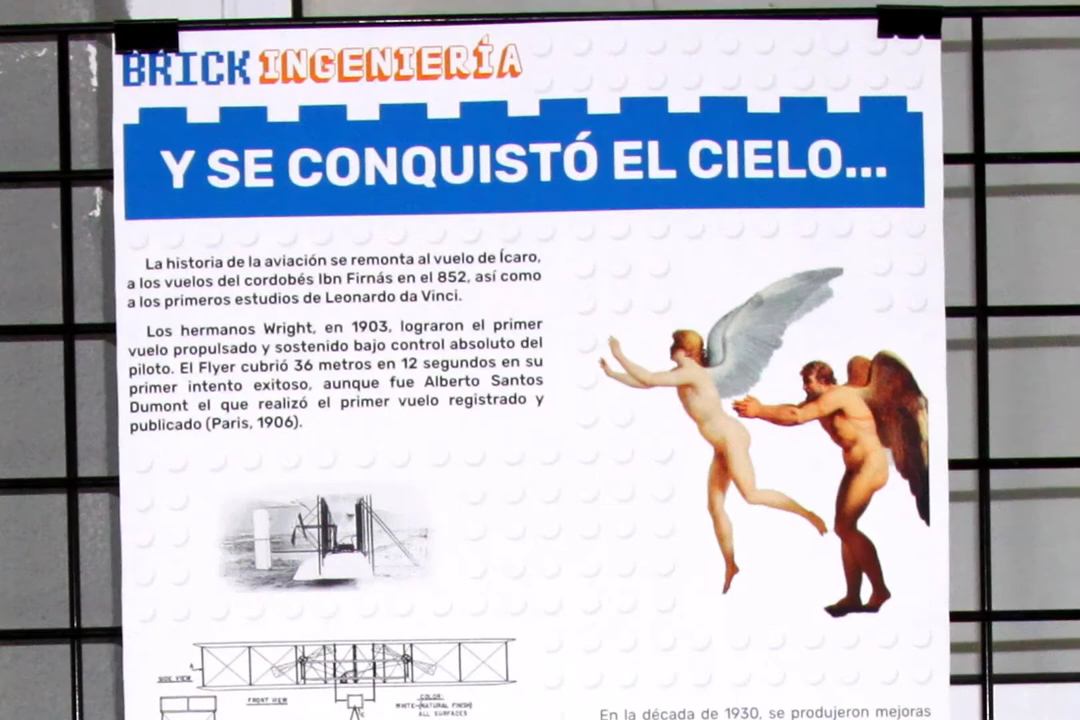 BRICK INGENIERÍA
Y SE CONQUISTÓ EL CIELO...
La historia de la aviación se remonta al vuelo de Ícaro,
a los vuelos del cordobés Ibn Firnás en el 852, así como
a los primeros estudios de Leonardo da Vinci.
Los hermanos Wright, en 1903, lograron el primer
vuelo propulsado y sostenido bajo control absoluto del
piloto. El Flyer cubrió 36 metros en 12 segundos en su
primer intento exitoso, aunque fue Alberto Santos
Dumont el que realizó el primer vuelo registrado y
publicado (Paris, 1906).
SIDE VIEW
FRONT VIEW
COLOR:
WHITE-(NATURAL FINISH)
ALL SURFACES
En la década de 1930, se produjeron mejoras